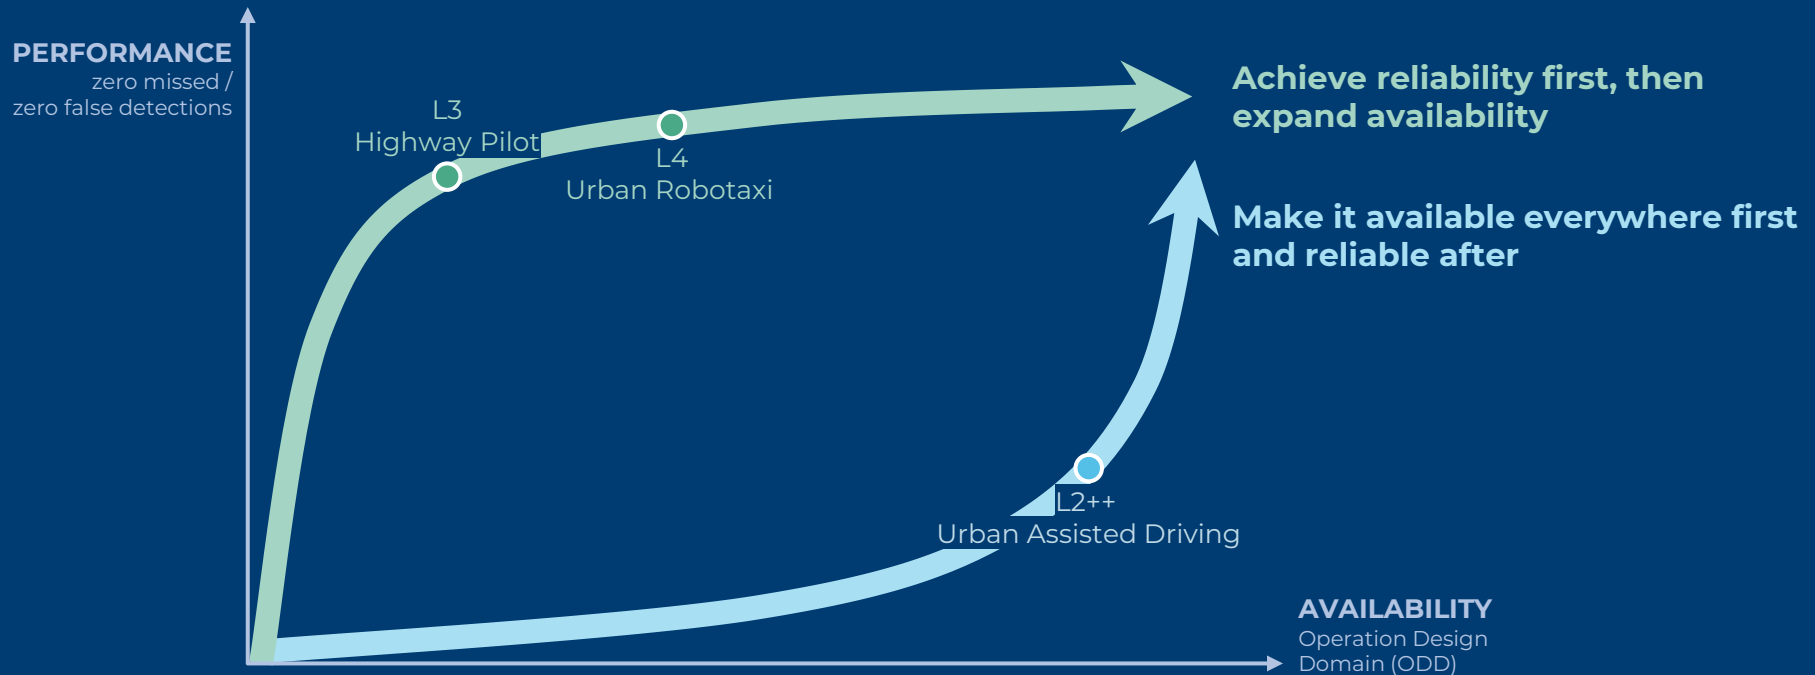 PERFORMANCE
zero missed /
zero false detections
L3
Highway Pilot
L4
Urban Robotaxi
Achieve reliability first, then
expand availability
Make it available everywhere first
and reliable after
L2++
Urban Assisted Driving
AVAILABILITY
Operation Design
Domain (ODD)